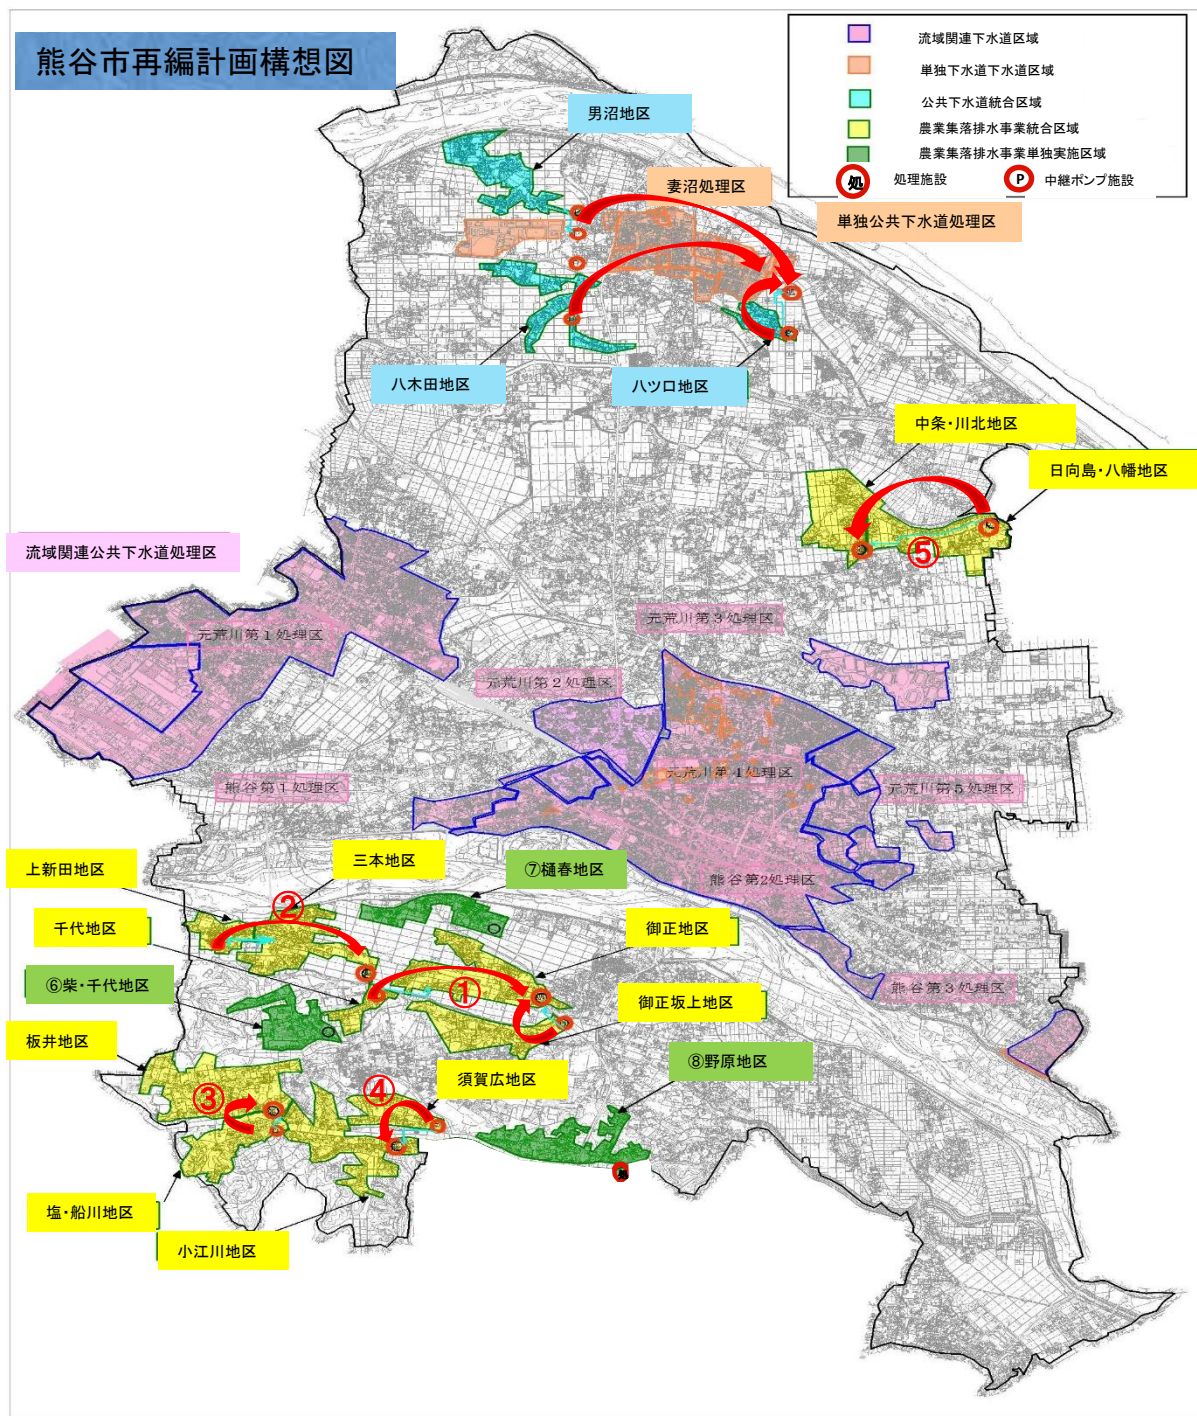 熊谷市再編計画構想図
流域関連下水道区域
単独下水道下水道区域
公共下水道統合区域
農業集落排水事業統合区域
農業集落排水事業単独実施区域
処 処理施設
P 中継ポンプ施設
男沼地区
妻沼処理区
単独公共下水道処理区
八木田地区
八ツ口地区
中条・川北地区
日向島・八幡地区
⑤
流域関連公共下水道処理区
元荒川第1処理区
元荒川第3処理区
元荒川第2処理区
元荒川第4処理区
熊谷第1処理区
元荒川第5処理区
熊谷第2処理区
熊谷第3処理区
上新田地区
三本地区
②
⑦樋春地区
千代地区
御正地区
⑥柴・千代地区
①
御正坂上地区
板井地区
③
④
須賀広地区
⑧野原地区
処
塩・船川地区
小江川地区